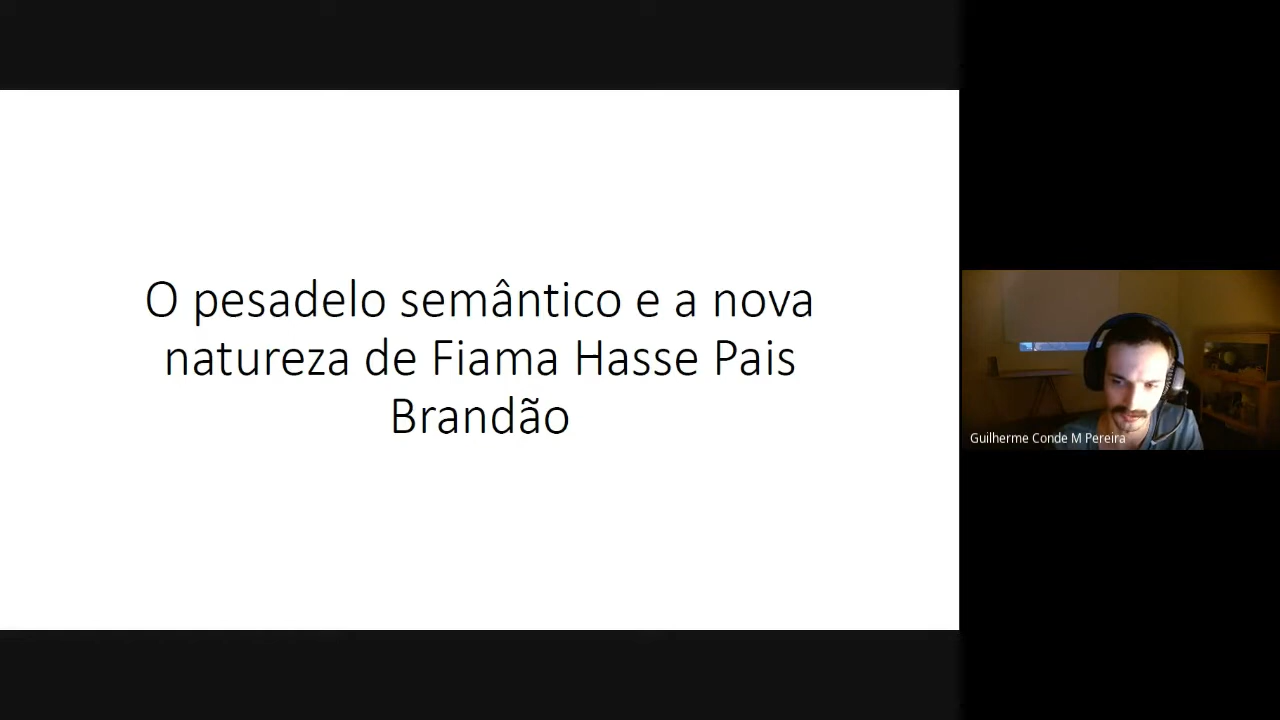 O pesadelo semântico e a nova
natureza de Fiama Hasse Pais
Brandão
Guilherme Conde M Pereira